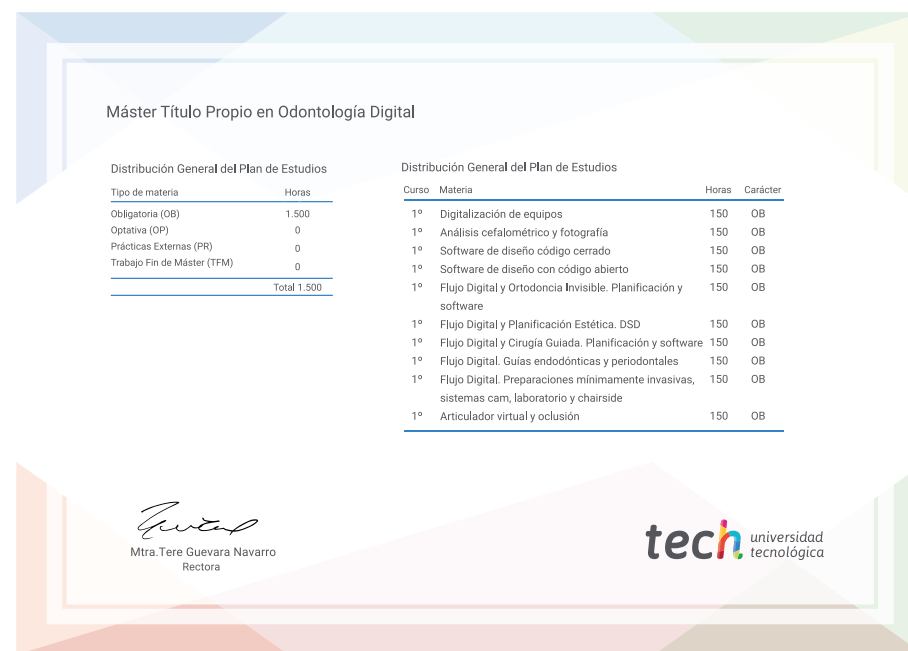 Máster Título Propio en Odontología Digital
Distribución General del Plan de Estudios
Tipo de materia Horas
Obligatoria (OB) 1.500
Optativa (OP) 0
Prácticas Externas (PR) 0
Trabajo Fin de Máster (TFM) 0
Total 1.500
Distribución General del Plan de Estudios
Curso Materia Horas Carácter
1º Digitalización de equipos 150 OB
1º Análisis cefalométrico y fotografía 150 OB
1º Software de diseño código cerrado 150 OB
1º Software de diseño con código abierto 150 OB
1º Flujo Digital y Ortodoncia Invisible. Planificación y 150 OB
software
1º Flujo Digital y Planificación Estética. DSD 150 OB
1º Flujo Digital y Cirugía Guiada. Planificación y software 150 OB
1º Flujo Digital. Guías endodónticas y periodontales 150 OB
1º Flujo Digital. Preparaciones mínimamente invasivas, 150 OB
sistemas cam, laboratorio y chairside
1º Articulador virtual y oclusión 150 OB
Mtra.Tere Guevara Navarro
Rectora
tech universidad
tecnológica